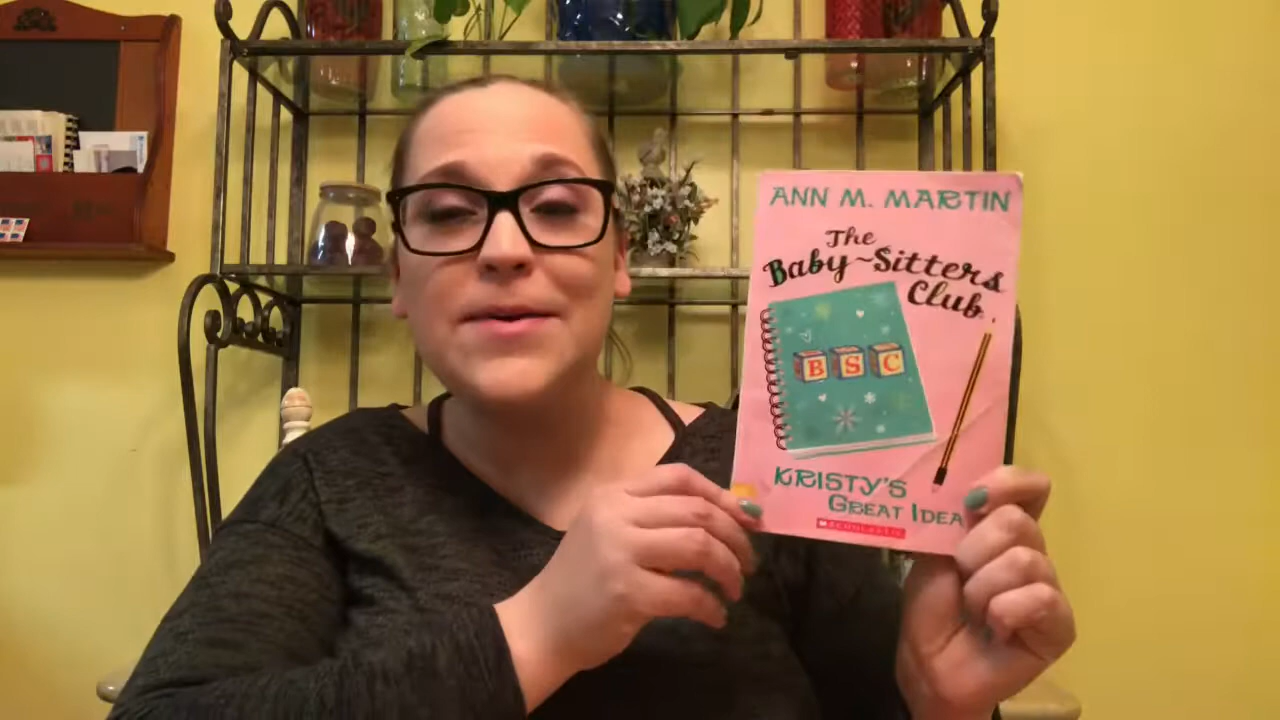 ANN M. MARTIN
The
Baby-Sitters
Club
BSC
KRISTY'S
GREAT IDEA
SCHOLASTIC